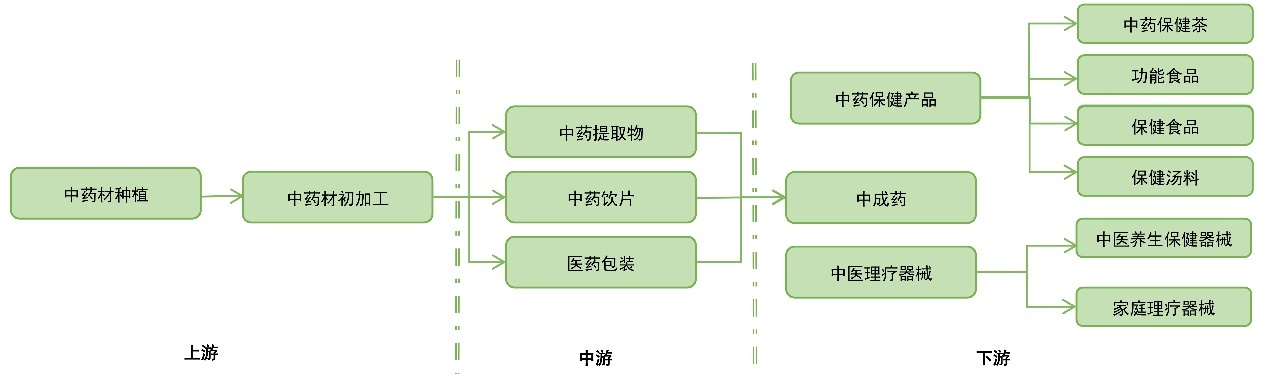 中药材种植
中药材初加工
中药提取物
中药饮片
医药包装
中药保健产品
中成药
中医理疗器械
中药保健茶
功能食品
保健食品
保健汤料
中医养生保健器械
家庭理疗器械
上游
中游
下游